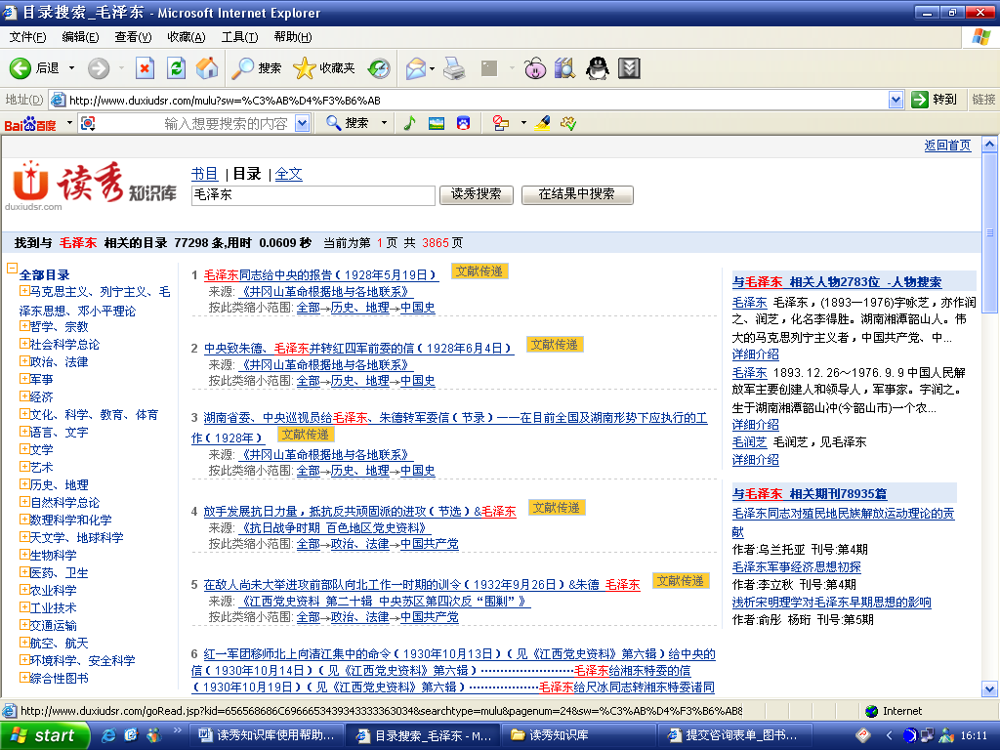 目录搜索_毛泽东 - Microsoft Internet Explorer
文件(F) 编辑(E) 查看(V) 收藏(A) 工具(T) 帮助(H)
后退 搜索 收藏夹
地址(D) http://www.duxiudsr.com/mulu?sw=%C3%AB%D4%F3%B6%AB 转到 链接
Bai百度 输入想要搜索的内容 搜索
返回首页
读秀知识库
duxiudsr.com
书目 | 目录 | 全文
毛泽东 读秀搜索 在结果中搜索
找到与 毛泽东 相关的目录 77298 条,用时 0.0609 秒 当前为第 1 页 共 3865 页
全部目录
马克思主义、列宁主义、毛
泽东思想、邓小平理论
哲学、宗教
社会科学总论
政治、法律
军事
经济
文化、科学、教育、体育
语言、文字
文学
艺术
历史、地理
自然科学总论
数理科学和化学
天文学、地球科学
生物科学
医药、卫生
农业科学
工业技术
交通运输
航空、航天
环境科学、安全科学
综合性图书
1 毛泽东同志给中央的报告(1928年5月19日) 文献传递
来源: 《井冈山革命根据地与各地联系》
按此类缩小范围: 全部→历史、地理→中国史
2 中央致朱德、毛泽东并转红四军前委的信(1928年6月4日) 文献传递
来源: 《井冈山革命根据地与各地联系》
按此类缩小范围: 全部→历史、地理→中国史
3 湖南省委、中央巡视员给毛泽东、朱德转军委信(节录)——在目前全国及湖南形势下应执行的工
作(1928年) 文献传递
来源: 《井冈山革命根据地与各地联系》
按此类缩小范围: 全部→历史、地理→中国史
4 放手发展抗日力量，抵抗反共顽固派的进攻(节选)&毛泽东 文献传递
来源: 《抗日战争时期 百色地区党史资料》
按此类缩小范围: 全部→政治、法律→中国共产党
5 在敌人尚未大举进攻前部队向北工作一时期的训令(1932年9月26日)&朱德 毛泽东 文献传递
来源: 《江西党史资料 第二十辑 中央苏区第四次反“围剿”》
按此类缩小范围: 全部→政治、法律→中国共产党
6 红一军团移师北上向清江集中的命令(1930年10月13日)(见《江西党史资料》第六辑)给中央的
信(1930年10月14日)(见《江西党史资料》第六辑)························毛泽东给湘东特委的信
(1930年10月19日)(见《江西党史资料》第六辑)··················毛泽东给尺冰同志转湘东特委诸同
与毛泽东 相关人物2783位 -人物搜索
毛泽东 毛泽东，(1893—1976)字咏芝，亦作润
之、润芝，化名李得胜。湖南湘潭韶山人。伟
大的马克思列宁主义者，中国共产党、中...
详细介绍
毛泽东 1893.12.26～1976.9.9 中国人民解
放军主要创建人和领导人，军事家。字润之。
生于湖南湘潭韶山冲(今韶山市)一个农...
详细介绍
毛润芝 毛润芝，见毛泽东
详细介绍
与毛泽东 相关期刊78935篇
毛泽东同志对殖民地民族解放运动理论的贡
献
作者:乌兰托亚 刊号:第4期
毛泽东军事经济思想初探
作者:李立秋 刊号:第4期
浅析宋明理学对毛泽东早期思想的影响
作者:俞彤 杨珩 刊号:第5期
http://www.duxiudsr.com/goRead.jsp?kid=656568686C69666534393433333630348&searchtype=mulu&pagenum=24&sw=%C3%AB%D4%F3%B6%AB8 Internet
start 读秀知识库使用帮助... 目录搜索_毛泽东 - M... 读秀知识库 提交咨询表单_图书... 16:11